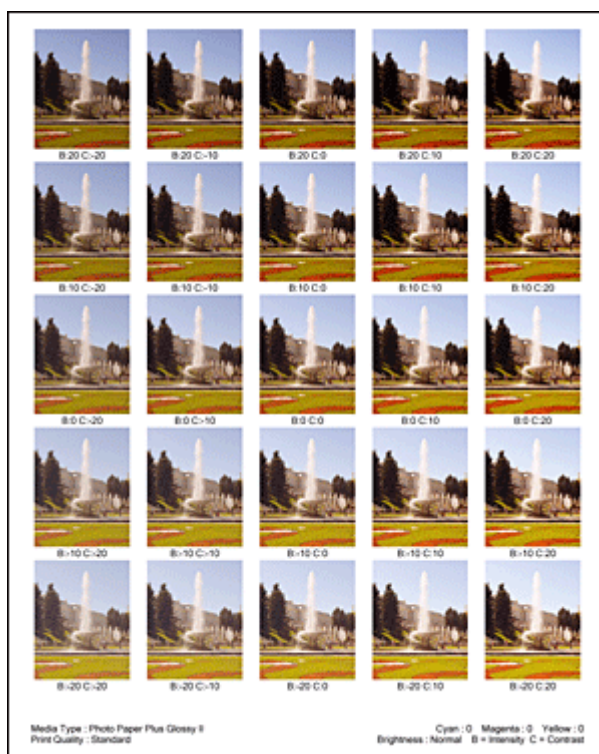 B:20 C:-20 B:20 C:-10 B:20 C:0 B:20 C:10 B:20 C:20
B:10 C:-20 B:10 C:-10 B:10 C:0 B:10 C:10 B:10 C:20
B:0 C:-20 B:0 C:-10 B:0 C:0 B:0 C:10 B:0 C:20
B:-10 C:-20 B:-10 C:-10 B:-10 C:0 B:-10 C:10 B:-10 C:20
B:-20 C:-20 B:-20 C:-10 B:-20 C:0 B:-20 C:10 B:-20 C:20
Media Type : Photo Paper Plus Glossy II Cyan : 0 Magenta : 0 Yellow : 0
Print Quality : Standard Brightness : Normal B = Intensity C = Contrast